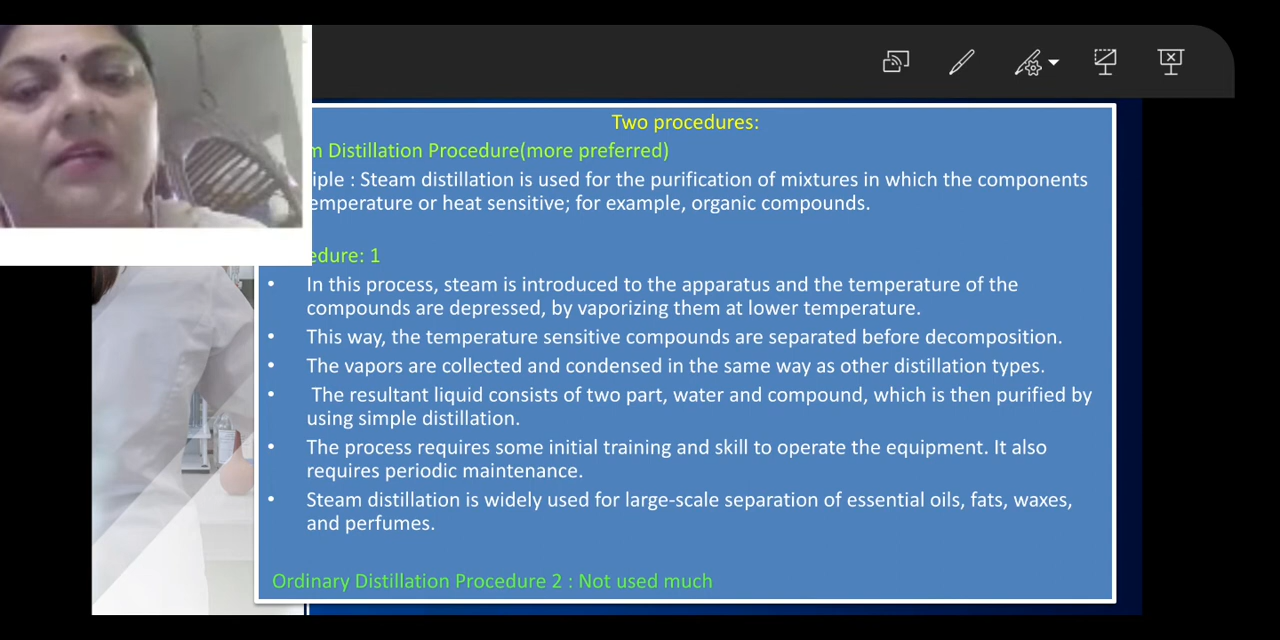 Two procedures:
m Distillation Procedure(more preferred)
iple : Steam distillation is used for the purification of mixtures in which the components
emperature or heat sensitive; for example, organic compounds.
edure: 1
• In this process, steam is introduced to the apparatus and the temperature of the
compounds are depressed, by vaporizing them at lower temperature.
• This way, the temperature sensitive compounds are separated before decomposition.
• The vapors are collected and condensed in the same way as other distillation types.
• The resultant liquid consists of two part, water and compound, which is then purified by
using simple distillation.
• The process requires some initial training and skill to operate the equipment. It also
requires periodic maintenance.
• Steam distillation is widely used for large-scale separation of essential oils, fats, waxes,
and perfumes.
Ordinary Distillation Procedure 2 : Not used much